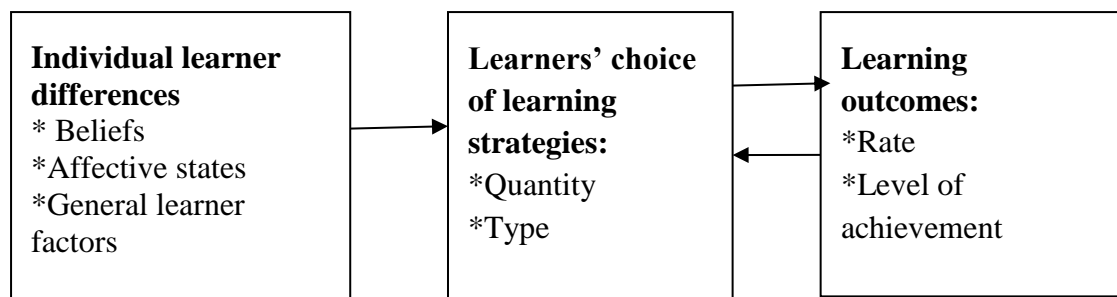 Individual learner
differences
* Beliefs
*Affective states
*General learner
factors
Learners’ choice
of learning
strategies:
*Quantity
*Type
Learning
outcomes:
*Rate
*Level of
achievement